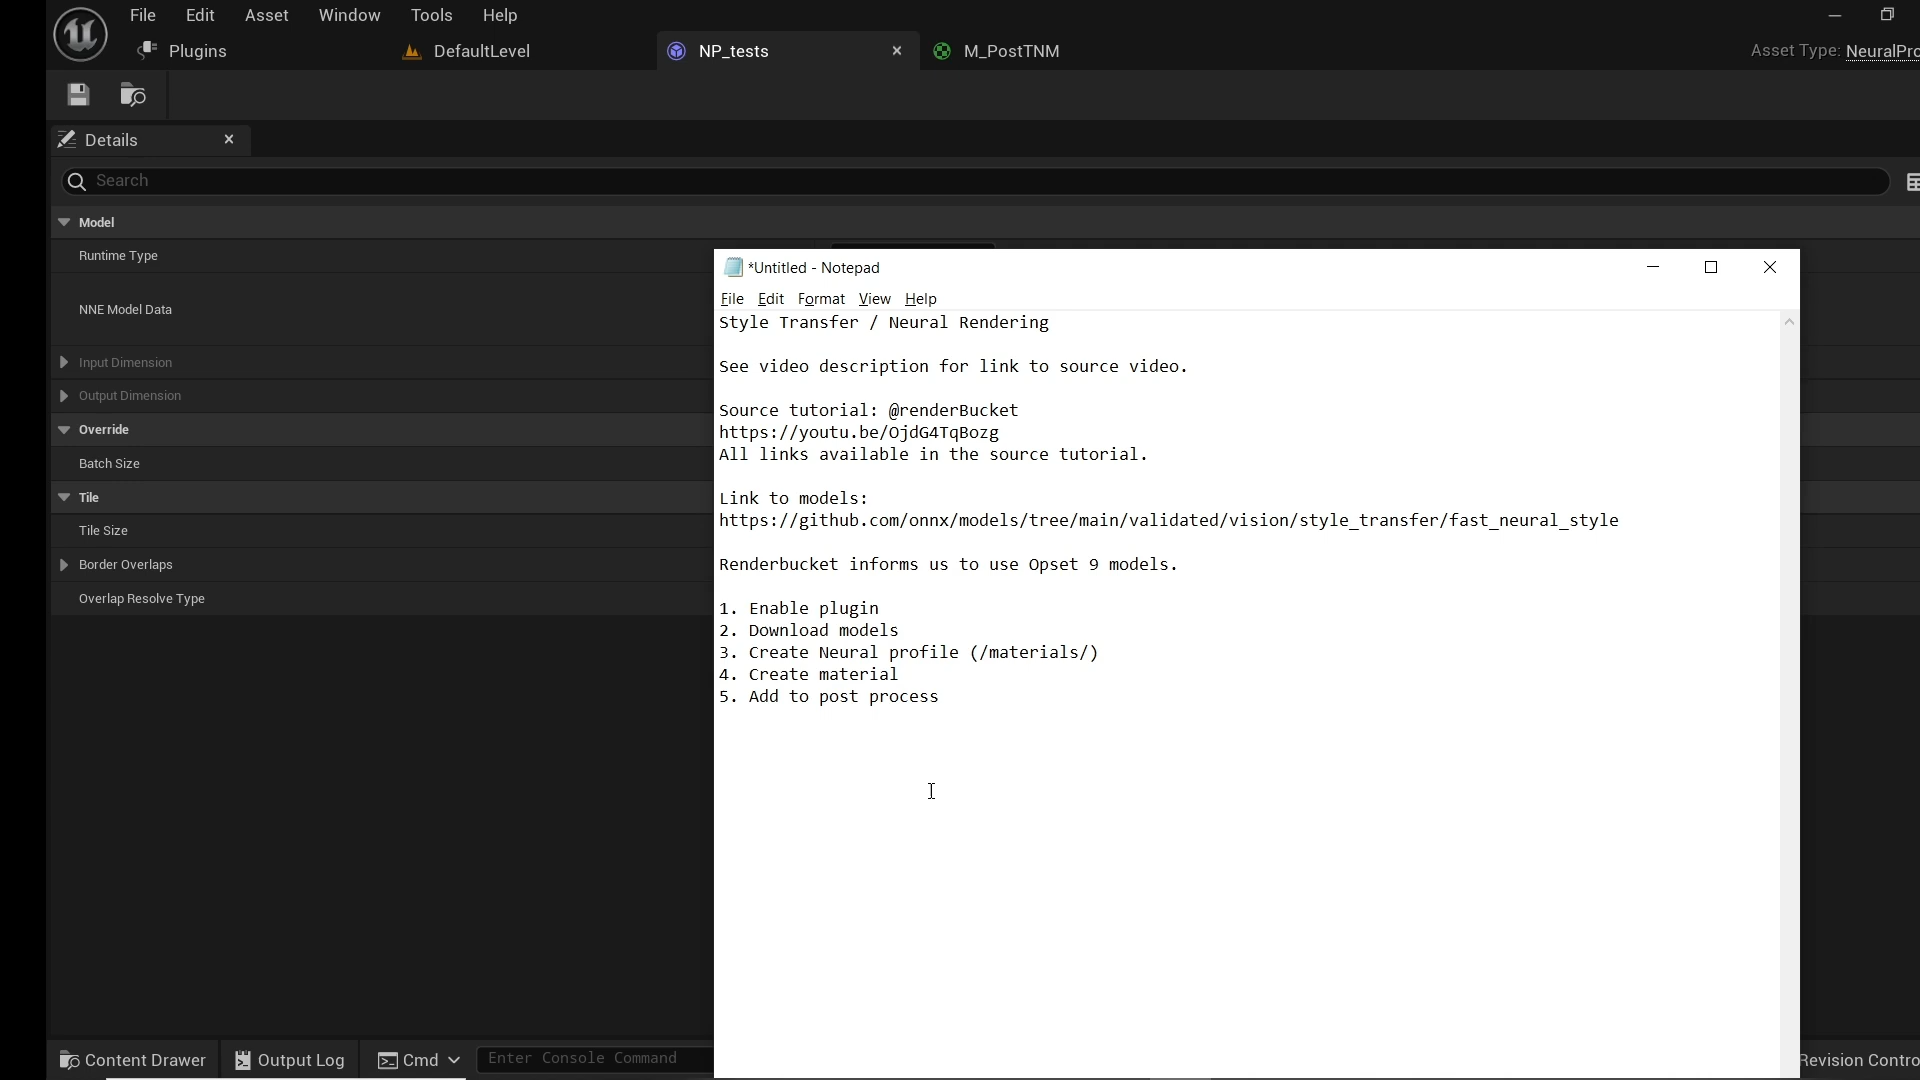 File Edit Asset Window Tools Help
Plugins DefaultLevel NP_tests M_PostTNM Asset Type: NeuralPro
Details
Search
Model
Runtime Type
NNE Model Data
Input Dimension
Output Dimension
Override
Batch Size
Tile
Tile Size
Border Overlaps
Overlap Resolve Type
*Untitled - Notepad
File Edit Format View Help
Style Transfer / Neural Rendering
See video description for link to source video.
Source tutorial: @renderBucket
https://youtu.be/OjdG4TqBozg
All links available in the source tutorial.
Link to models:
https://github.com/onnx/models/tree/main/validated/vision/style_transfer/fast_neural_style
Renderbucket informs us to use Opset 9 models.
1. Enable plugin
2. Download models
3. Create Neural profile (/materials/)
4. Create material
5. Add to post process
Content Drawer Output Log Cmd Enter Console Command Revision Contro